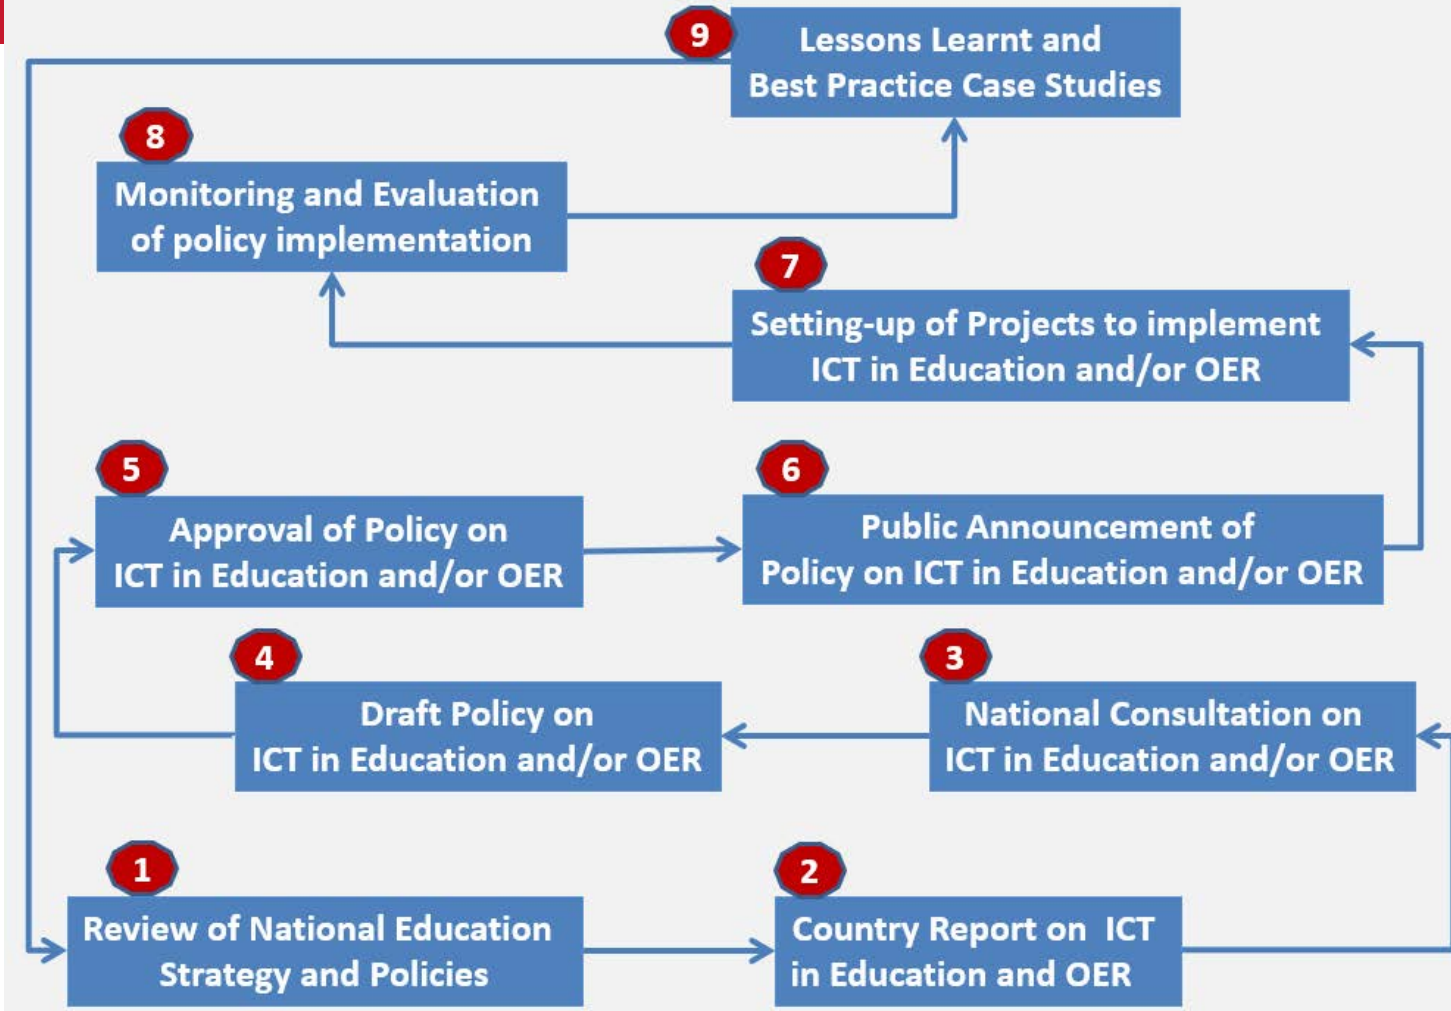 9
Lessons Learnt and
Best Practice Case Studies
8
Monitoring and Evaluation
of policy implementation
7
Setting-up of Projects to implement
ICT in Education and/or OER
5
Approval of Policy on
ICT in Education and/or OER
6
Public Announcement of
Policy on ICT in Education and/or OER
4
Draft Policy on
ICT in Education and/or OER
3
National Consultation on
ICT in Education and/or OER
1
Review of National Education
Strategy and Policies
2
Country Report on ICT
in Education and OER